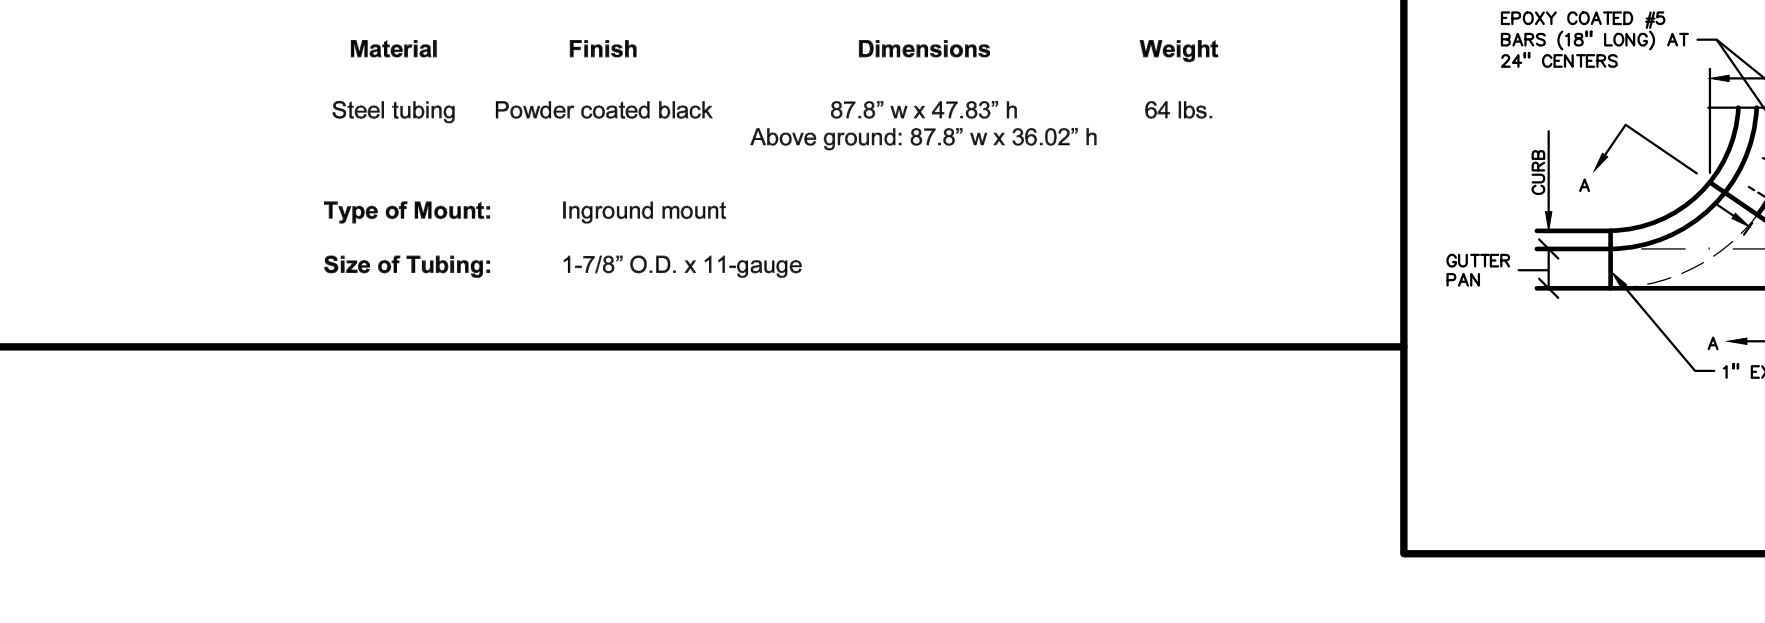 Material Finish Dimensions Weight
Steel tubing Powder coated black 87.8” w x 47.83” h 64 lbs.
Above ground: 87.8” w x 36.02” h
Type of Mount: Inground mount
Size of Tubing: 1-7/8” O.D. x 11-gauge
EPOXY COATED #5
BARS (18" LONG) AT
24" CENTERS
CURB
A
GUTTER
PAN
A
1"